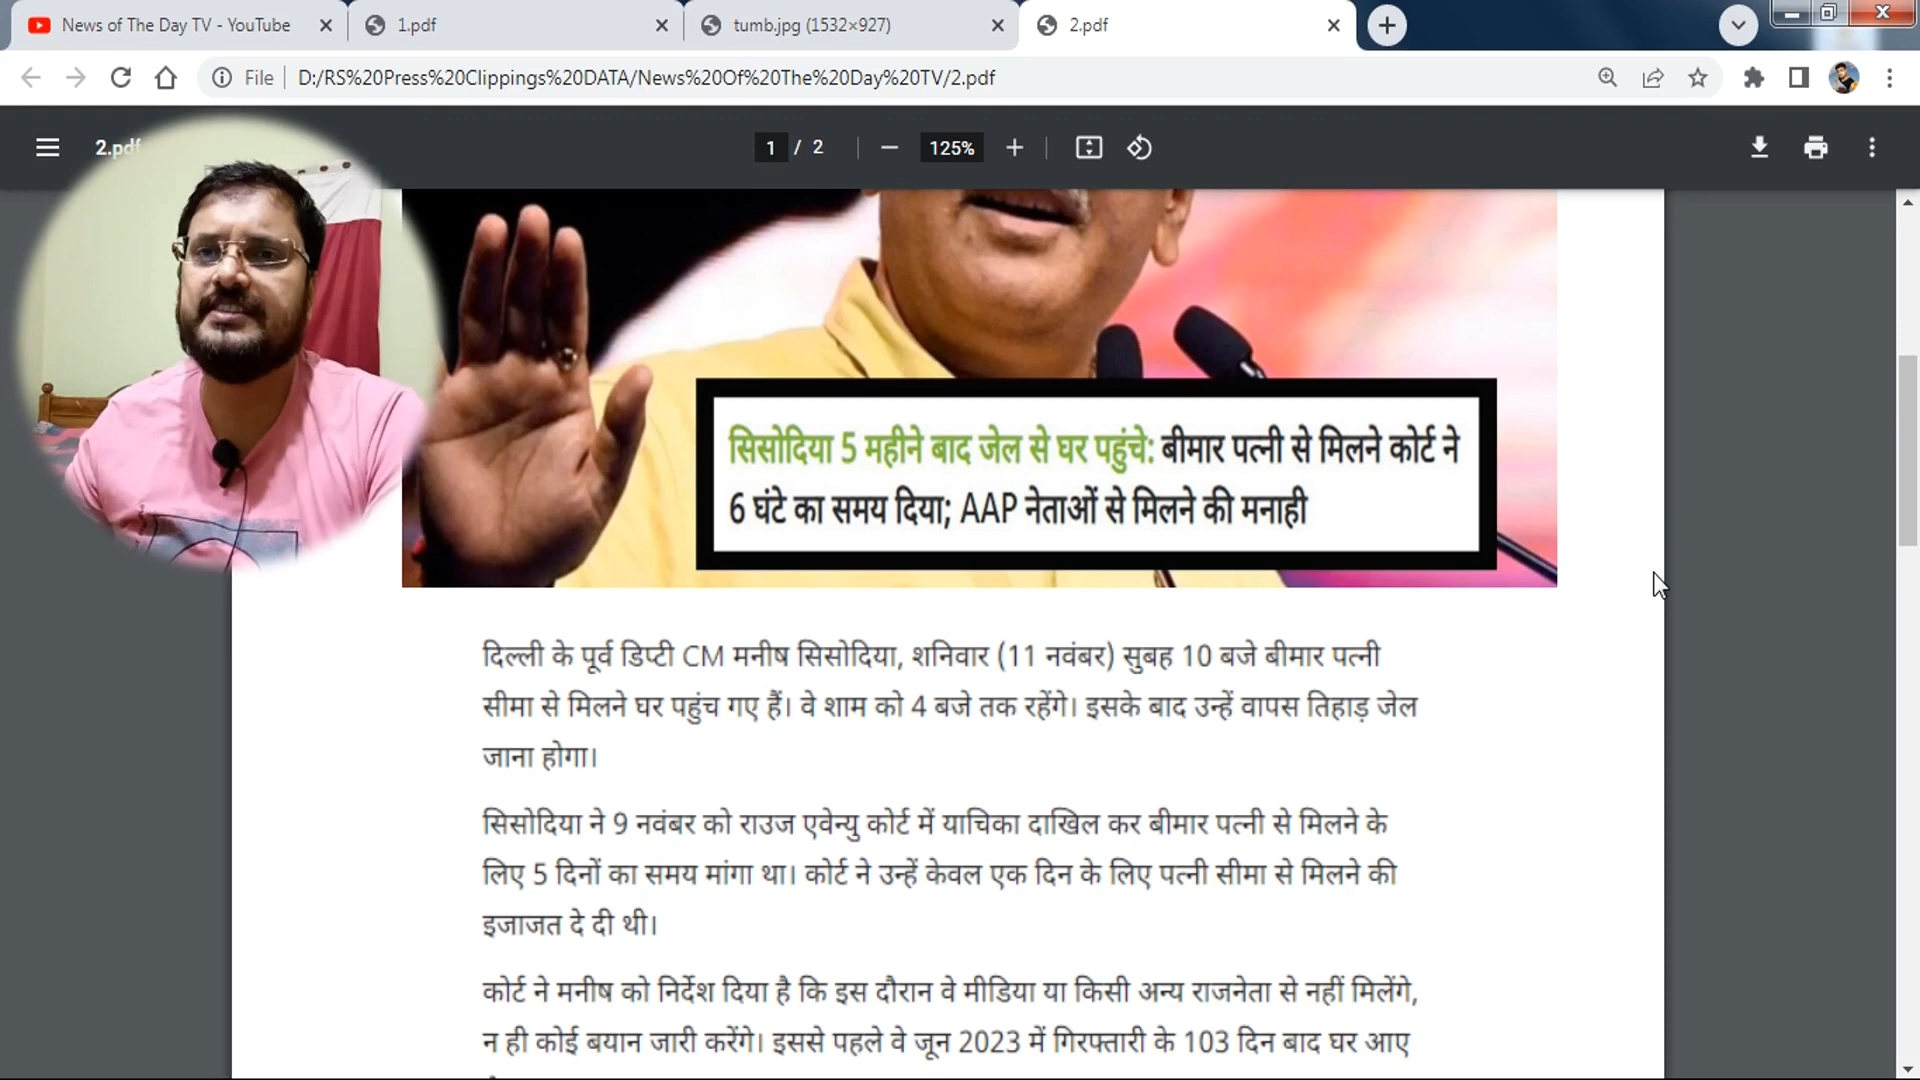 News of The Day TV - YouTube
1.pdf
tumb.jpg (1532×927)
2.pdf
File
D:/RS%20Press%20Clippings%20DATA/News%20Of%20The%20Day%20TV/2.pdf
2.pdf
1 / 2
125%
सिसोदिया 5 महीने बाद जेल से घर पहुंचे: बीमार पत्नी से मिलने कोर्ट ने
6 घंटे का समय दिया; AAP नेताओं से मिलने की मनाही
दिल्ली के पूर्व डिप्टी CM मनीष सिसोदिया, शनिवार (11 नवंबर) सुबह 10 बजे बीमार पत्नी
सीमा से मिलने घर पहुंच गए हैं। वे शाम को 4 बजे तक रहेंगे। इसके बाद उन्हें वापस तिहाड़ जेल
जाना होगा।
सिसोदिया ने 9 नवंबर को राउज एवेन्यु कोर्ट में याचिका दाखिल कर बीमार पत्नी से मिलने के
लिए 5 दिनों का समय मांगा था। कोर्ट ने उन्हें केवल एक दिन के लिए पत्नी सीमा से मिलने की
इजाजत दे दी थी।
कोर्ट ने मनीष को निर्देश दिया है कि इस दौरान वे मीडिया या किसी अन्य राजनेता से नहीं मिलेंगे,
न ही कोई बयान जारी करेंगे। इससे पहले वे जून 2023 में गिरफ्तारी के 103 दिन बाद घर आए